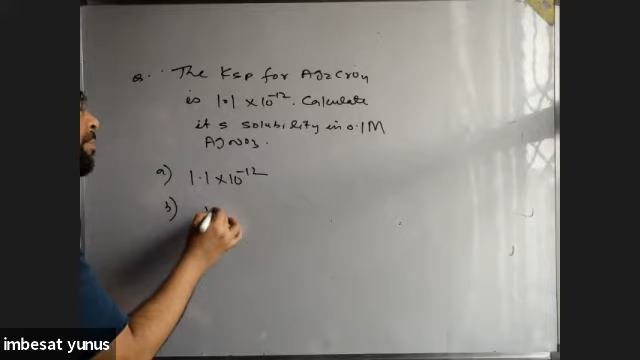 Q. The Ksp for Ag2CrO4
is 1.1 × 10⁻¹². Calculate
it s solubility in 0.1M
AgNO3.
a) 1.1 × 10⁻¹²
b)
imbesat yunus